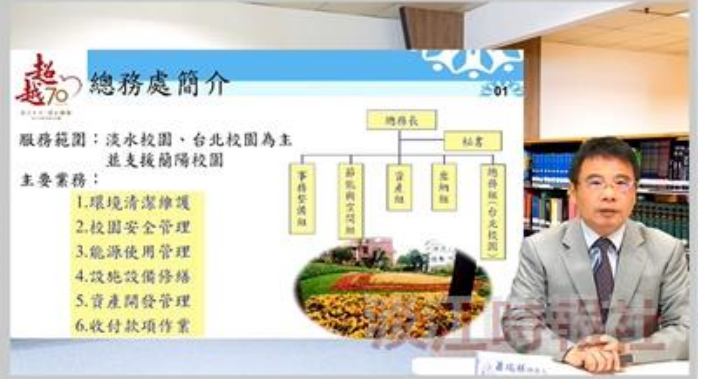 超越70
總務處簡介
01
服務範圍：淡水校園、台北校園為主
並支援蘭陽校園
主要業務：
1.環境清潔維護
2.校園安全管理
3.能源使用管理
4.設施設備修繕
5.資產開發管理
6.收付款項作業
總務長
秘書
事務整備組
節能與空間組
資產組
出納組
總務組(台北校園)
淡江時報社